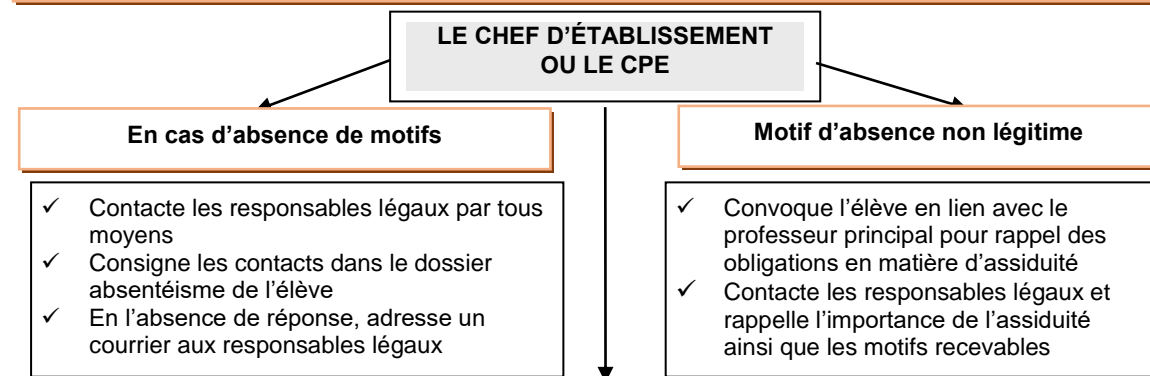 LE CHEF D’ÉTABLISSEMENT
OU LE CPE
En cas d’absence de motifs
✓ Contacte les responsables légaux par tous
moyens
✓ Consigne les contacts dans le dossier
absentéisme de l’élève
✓ En l’absence de réponse, adresse un
courrier aux responsables légaux
Motif d’absence non légitime
✓ Convoque l’élève en lien avec le
professeur principal pour rappel des
obligations en matière d’assiduité
✓ Contacte les responsables légaux et
rappelle l’importance de l’assiduité
ainsi que les motifs recevables